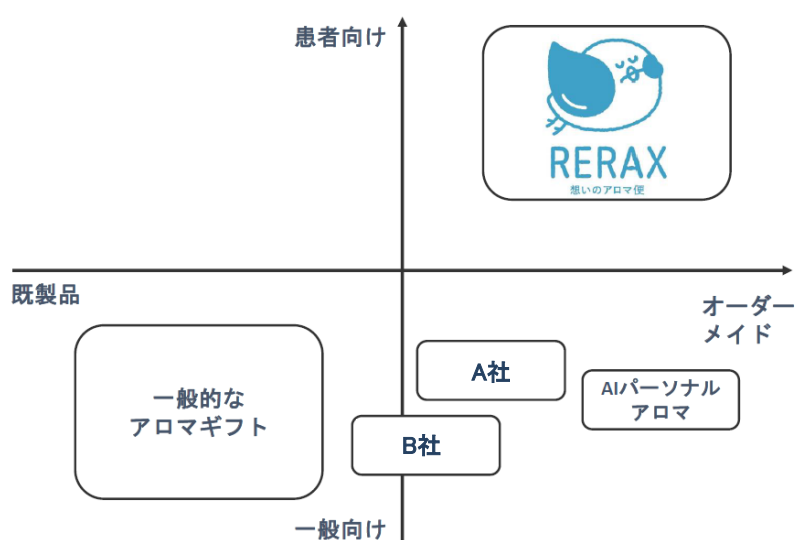 患者向け
RERAX
想いのアロマ便
既製品
オーダー
メイド
一般的な
アロマギフト
A社
AIパーソナル
アロマ
B社
一般向け